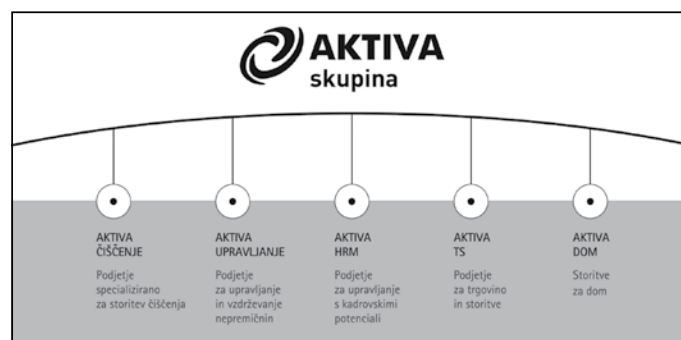 AKTIVA
skupina
AKTIVA
ČIŠČENJE
Podjetje
specializirano
za storitev čiščenja
AKTIVA
UPRAVLJANJE
Podjetje
za upravljanje
in vzdrževanje
nepremičnin
AKTIVA
HRM
Podjetje
za upravljanje
s kadrovskimi
potenciali
AKTIVA
TS
Podjetje
za trgovino
in storitve
AKTIVA
DOM
Storitve
za dom